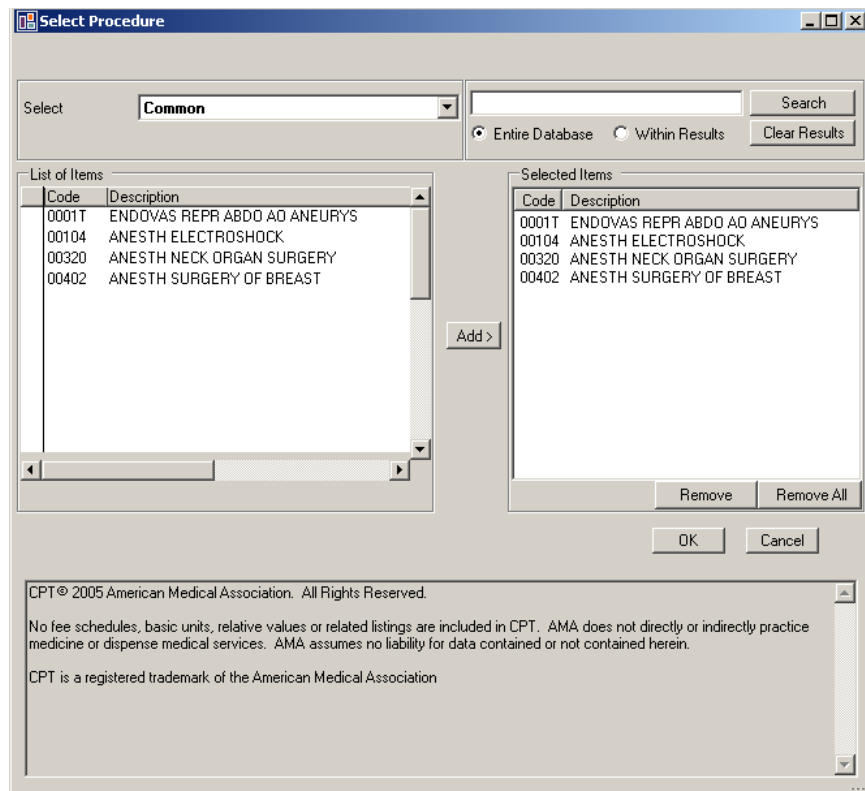 Select Procedure
Select
Common
Search
Entire Database
Within Results
Clear Results
List of Items
Code Description
0001T ENDOVAS REPR ABDO AO ANEURYS
00104 ANESTH ELECTROSHOCK
00320 ANESTH NECK ORGAN SURGERY
00402 ANESTH SURGERY OF BREAST
Add >
Selected Items
Code Description
0001T ENDOVAS REPR ABDO AO ANEURYS
00104 ANESTH ELECTROSHOCK
00320 ANESTH NECK ORGAN SURGERY
00402 ANESTH SURGERY OF BREAST
Remove
Remove All
OK
Cancel
CPT© 2005 American Medical Association. All Rights Reserved.
No fee schedules, basic units, relative values or related listings are included in CPT. AMA does not directly or indirectly practice
medicine or dispense medical services. AMA assumes no liability for data contained or not contained herein.
CPT is a registered trademark of the American Medical Association